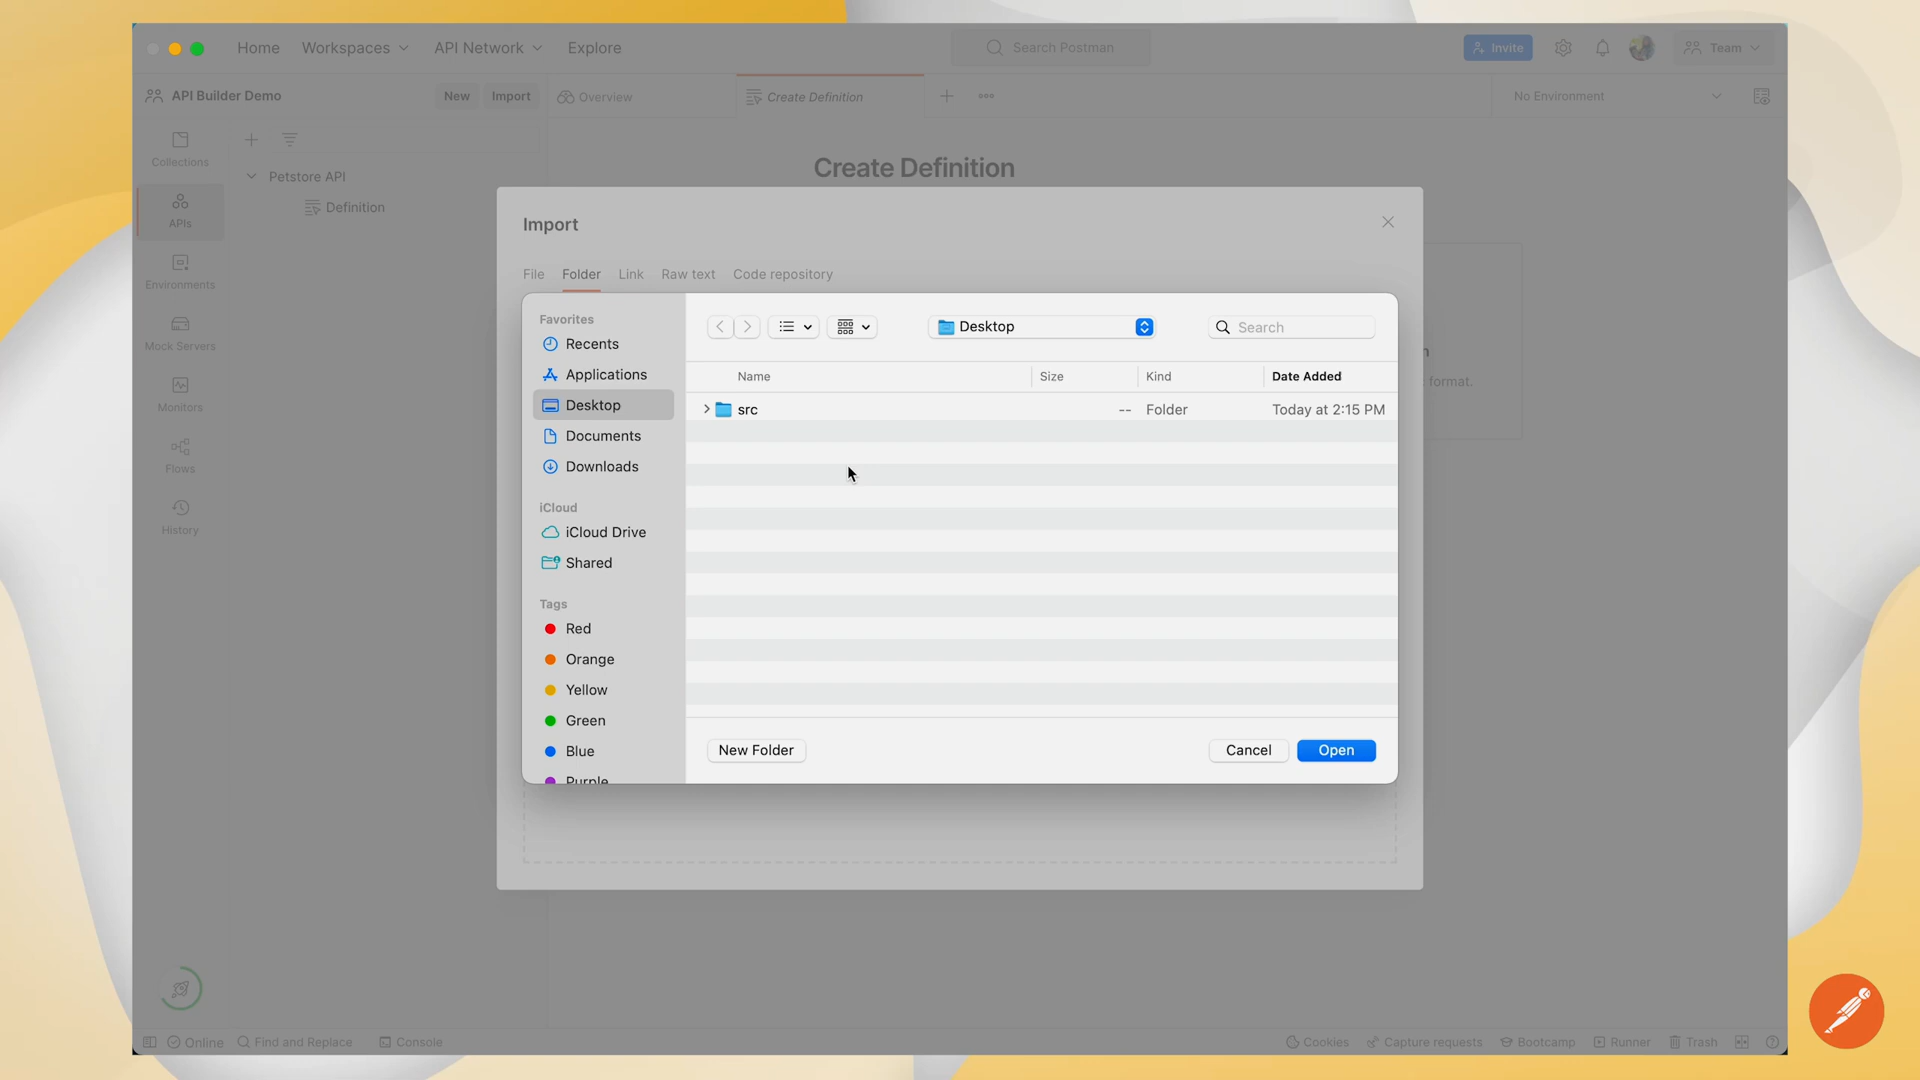 Home Workspaces API Network Explore Search Postman Invite Team
API Builder Demo New Import Overview Create Definition No Environment
Collections
Petstore API
Definition
APIs
Environments
Mock Servers
Monitors
Flows
History
Create Definition
Import
File Folder Link Raw text Code repository
format.
Favorites
Recents
Applications
Desktop
Documents
Downloads
iCloud
iCloud Drive
Shared
Tags
Red
Orange
Yellow
Green
Blue
Purple
Desktop Search
Name Size Kind Date Added
src -- Folder Today at 2:15 PM
New Folder Cancel Open
Online Find and Replace Console Cookies Capture requests Bootcamp Runner Trash